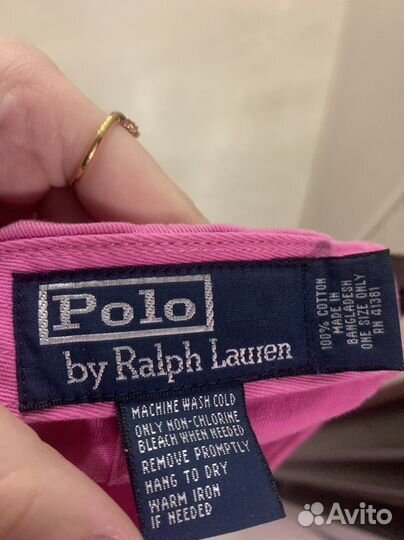 Polo
by Ralph Lauren
100% COTTON
MADE IN
BANGLADESH
ONE SIZE ONLY
RN 41381
MACHINE WASH COLD
ONLY NON-CHLORINE
BLEACH WHEN NEEDED
REMOVE PROMPTLY
HANG TO DRY
WARM IRON
IF NEEDED
Avito